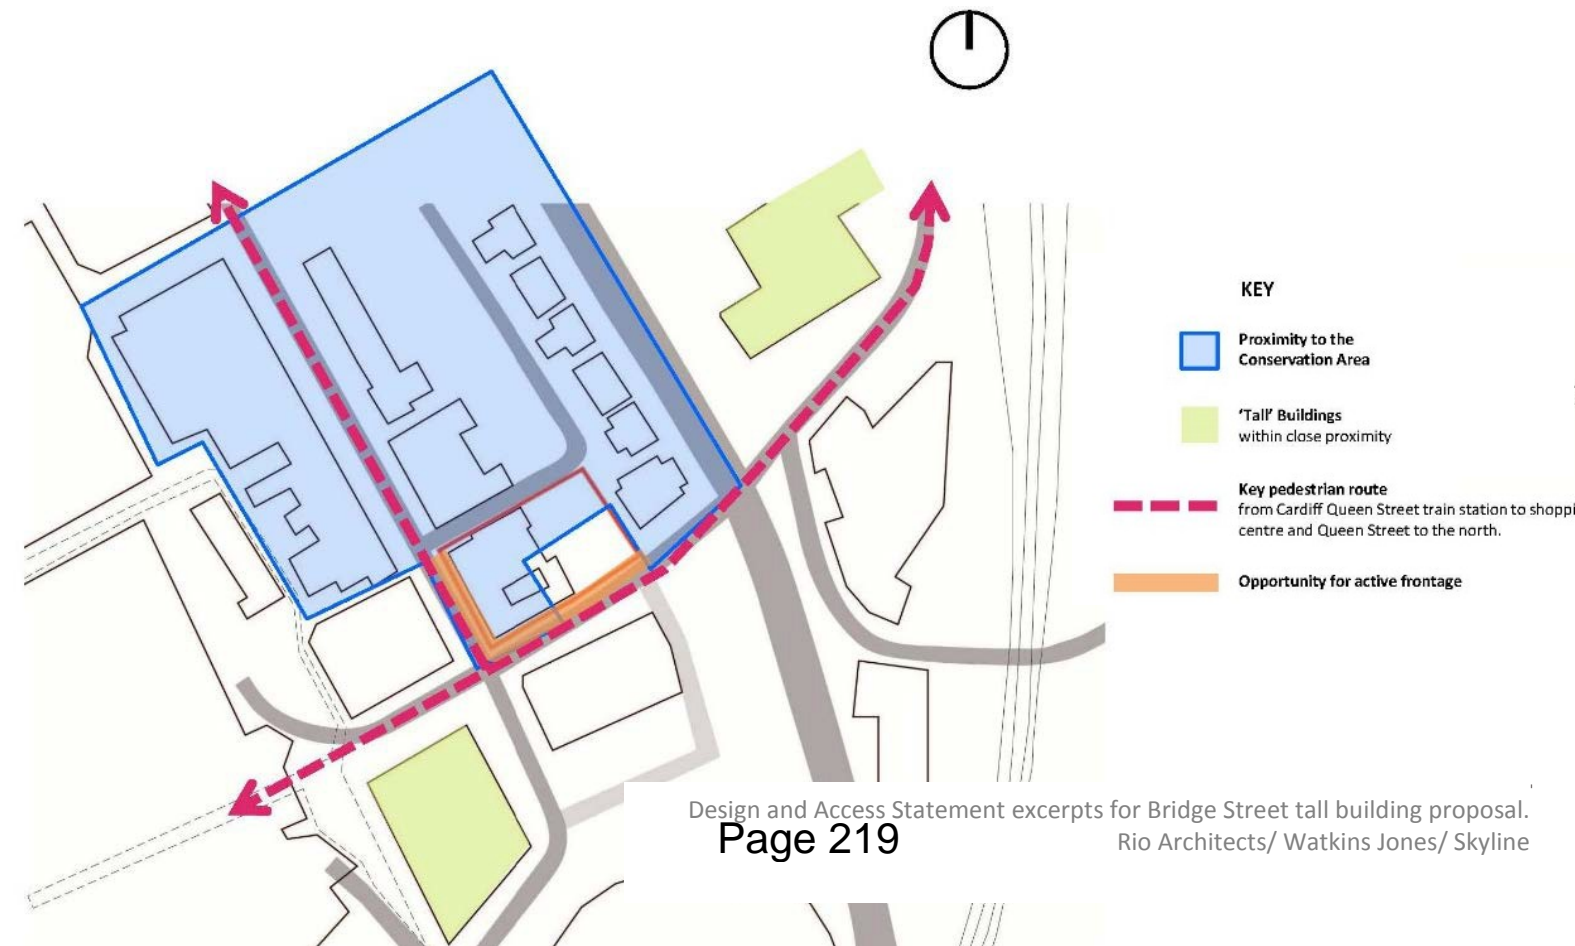 KEY
Proximity to the
Conservation Area
'Tall' Buildings
within close proximity
Key pedestrian route
from Cardiff Queen Street train station to shoppi
centre and Queen Street to the north.
Opportunity for active frontage
Design and Access Statement excerpts for Bridge Street tall building proposal.
Page 219
Rio Architects/ Watkins Jones/ Skyline